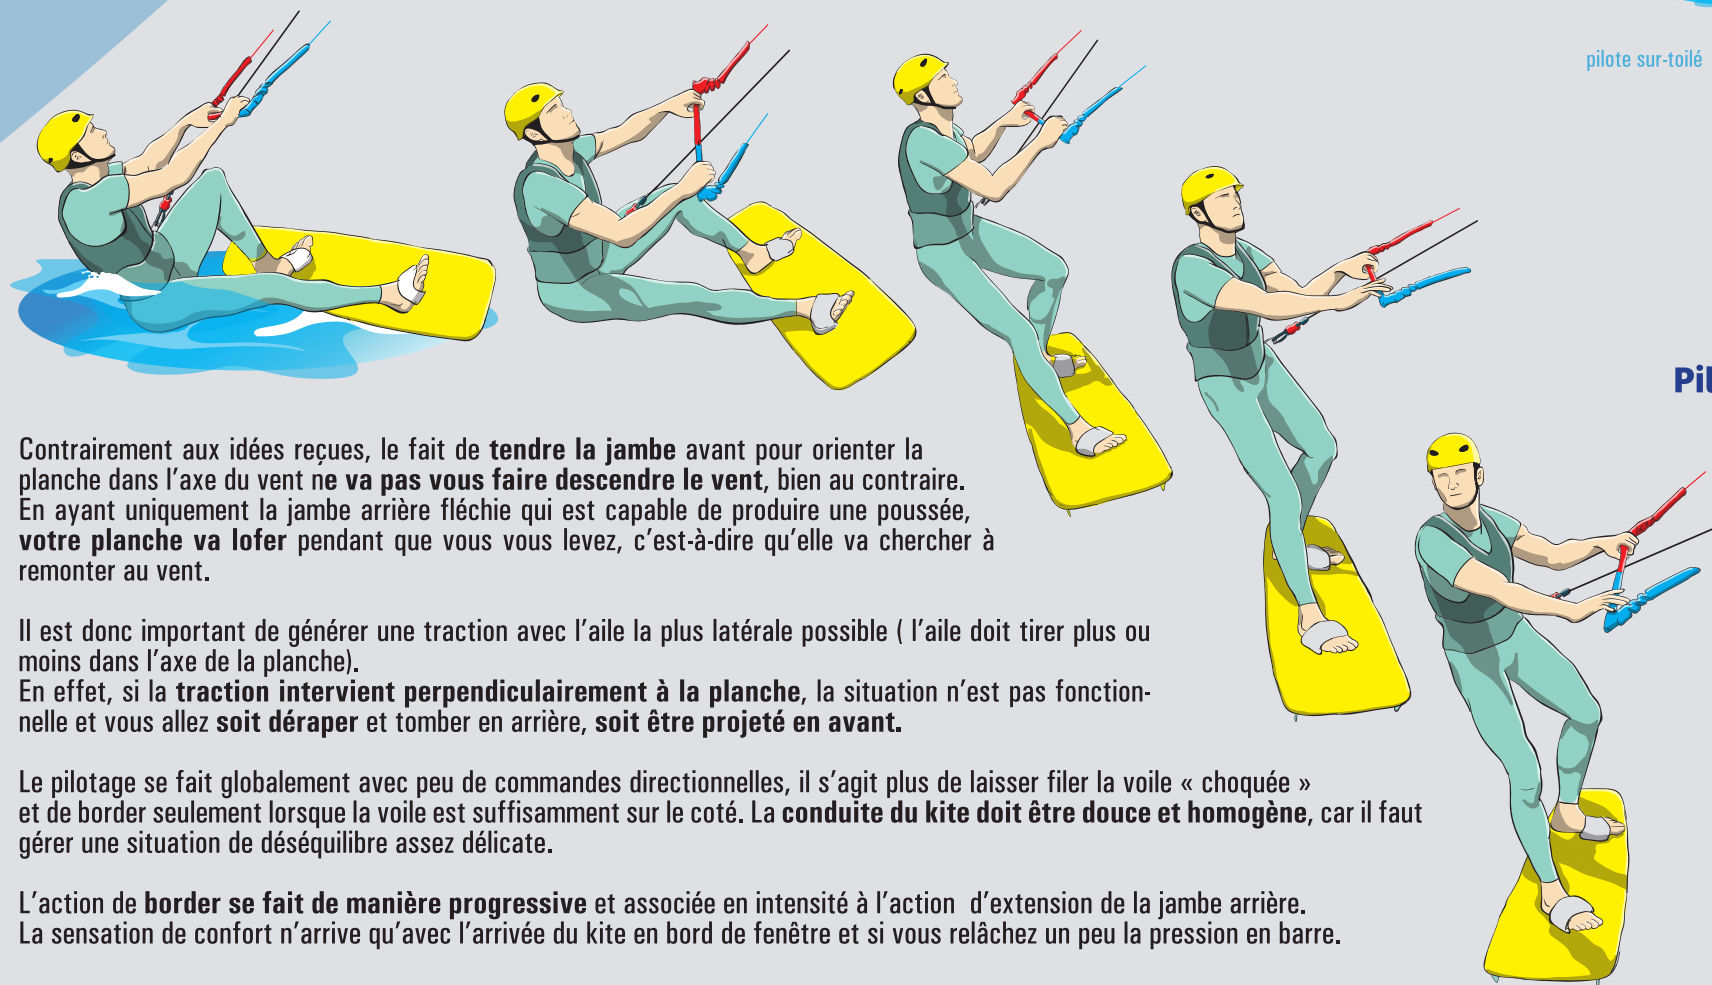 pilote sur-toilé
Pil
Contrairement aux idées reçues, le fait de tendre la jambe avant pour orienter la
planche dans l’axe du vent ne va pas vous faire descendre le vent, bien au contraire.
En ayant uniquement la jambe arrière fléchie qui est capable de produire une poussée,
votre planche va lofer pendant que vous vous levez, c’est-à-dire qu’elle va chercher à
remonter au vent.
Il est donc important de générer une traction avec l’aile la plus latérale possible ( l’aile doit tirer plus ou
moins dans l’axe de la planche).
En effet, si la traction intervient perpendiculairement à la planche, la situation n’est pas fonction-
nelle et vous allez soit déraper et tomber en arrière, soit être projeté en avant.
Le pilotage se fait globalement avec peu de commandes directionnelles, il s’agit plus de laisser filer la voile « choquée »
et de border seulement lorsque la voile est suffisamment sur le coté. La conduite du kite doit être douce et homogène, car il faut
gérer une situation de déséquilibre assez délicate.
L’action de border se fait de manière progressive et associée en intensité à l’action  d’extension de la jambe arrière.
La sensation de confort n’arrive qu’avec l’arrivée du kite en bord de fenêtre et si vous relâchez un peu la pression en barre.